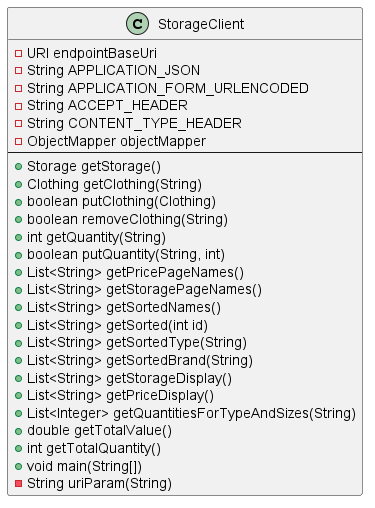 C StorageClient
URI endpointBaseUri
String APPLICATION_JSON
String APPLICATION_FORM_URLENCODED
String ACCEPT_HEADER
String CONTENT_TYPE_HEADER
ObjectMapper objectMapper
Storage getStorage()
Clothing getClothing(String)
boolean putClothing(Clothing)
boolean removeClothing(String)
int getQuantity(String)
boolean putQuantity(String, int)
List<String> getPricePageNames()
List<String> getStoragePageNames()
List<String> getSortedNames()
List<String> getSorted(int id)
List<String> getSortedType(String)
List<String> getSortedBrand(String)
List<String> getStorageDisplay()
List<String> getPriceDisplay()
List<Integer> getQuantitiesForTypeAndSizes(String)
double getTotalValue()
int getTotalQuantity()
void main(String[])
String uriParam(String)